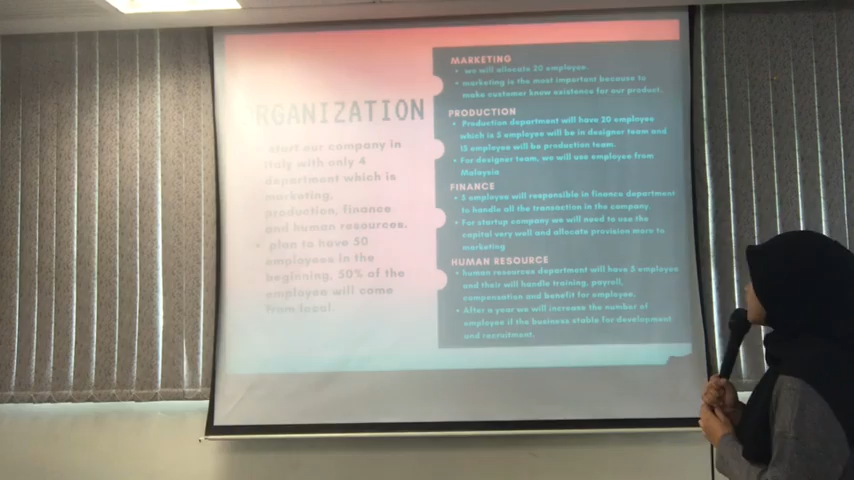 RGANIZATION
start our company in
Italy with only 4
department which is
marketing,
production, finance
and human resources.
• plan to have 50
employees in the
beginning, 50% of the
employee will come
from local.
MARKETING
• we will allocate 20 employee.
• marketing is the most important because to
make customer know existence for our product.
PRODUCTION
• Production department will have 20 employee
which is 5 employee will be in designer team and
15 employee will be production team.
• For designer team, we will use employee from
Malaysia
FINANCE
• 5 employee will responsible in finance department
to handle all the transaction in the company.
• For startup company we will need to use the
capital very well and allocate provision more to
marketing
HUMAN RESOURCE
• human resources department will have 5 employee
and their will handle training, payroll,
compensation and benefit for employee.
• After a year we will increase the number of
employee if the business stable for development
and recruitment.